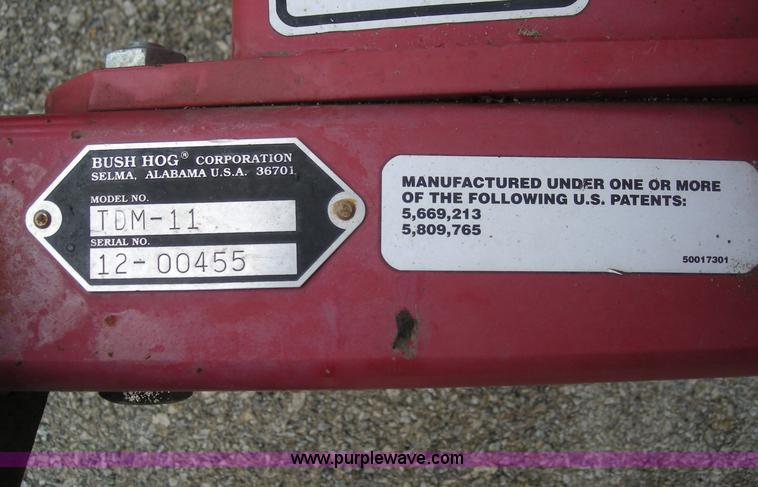 BUSH HOG® CORPORATION
SELMA, ALABAMA U.S.A. 36701
MODEL NO.
TDM-11
SERIAL NO.
12-00455
MANUFACTURED UNDER ONE OR MORE
OF THE FOLLOWING U.S. PATENTS:
5,669,213
5,809,765
50017301
www.purplewave.com